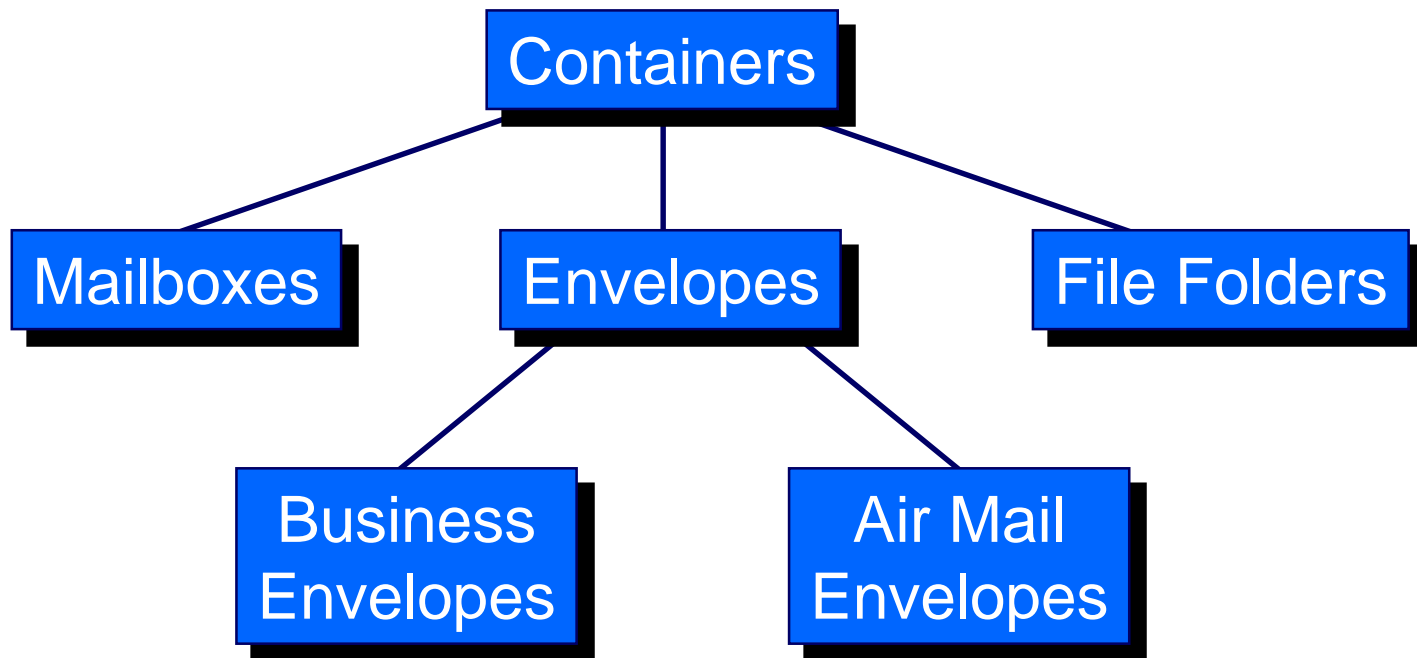 Containers
Mailboxes
Envelopes
File Folders
Business
Envelopes
Air Mail
Envelopes